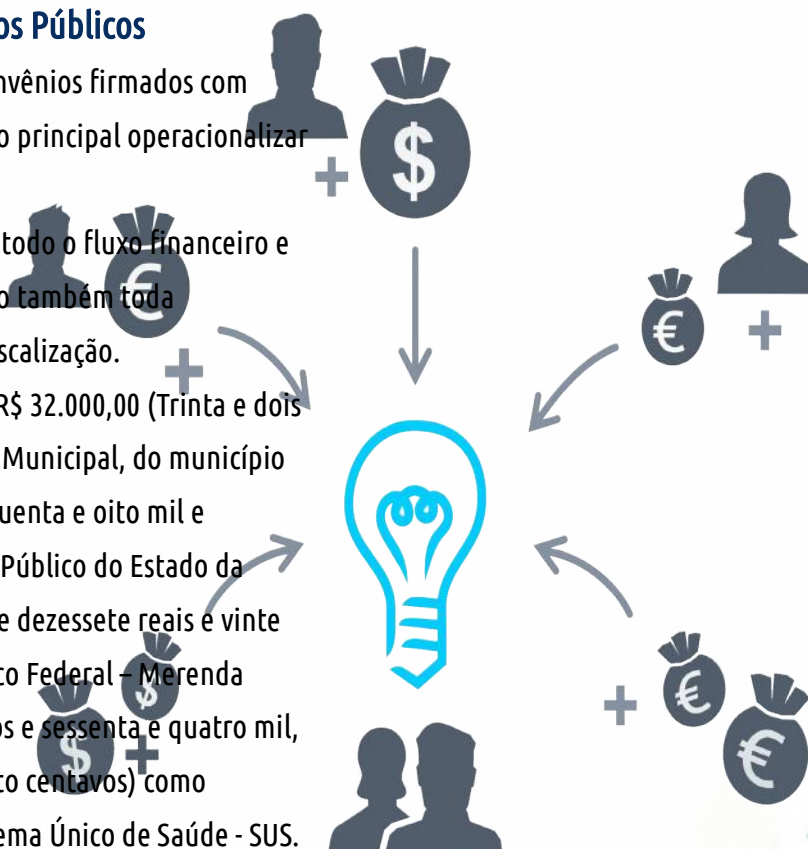 os Públicos
nvênios firmados com
o principal operacionalizar
todo o fluxo financeiro e
o também toda
scalização.
R$ 32.000,00 (Trinta e dois
Municipal, do município
uenta e oito mil e
Público do Estado da
e dezessete reais e vinte
co Federal – Merenda
os e sessenta e quatro mil,
to centavos) como
ema Único de Saúde - SUS.